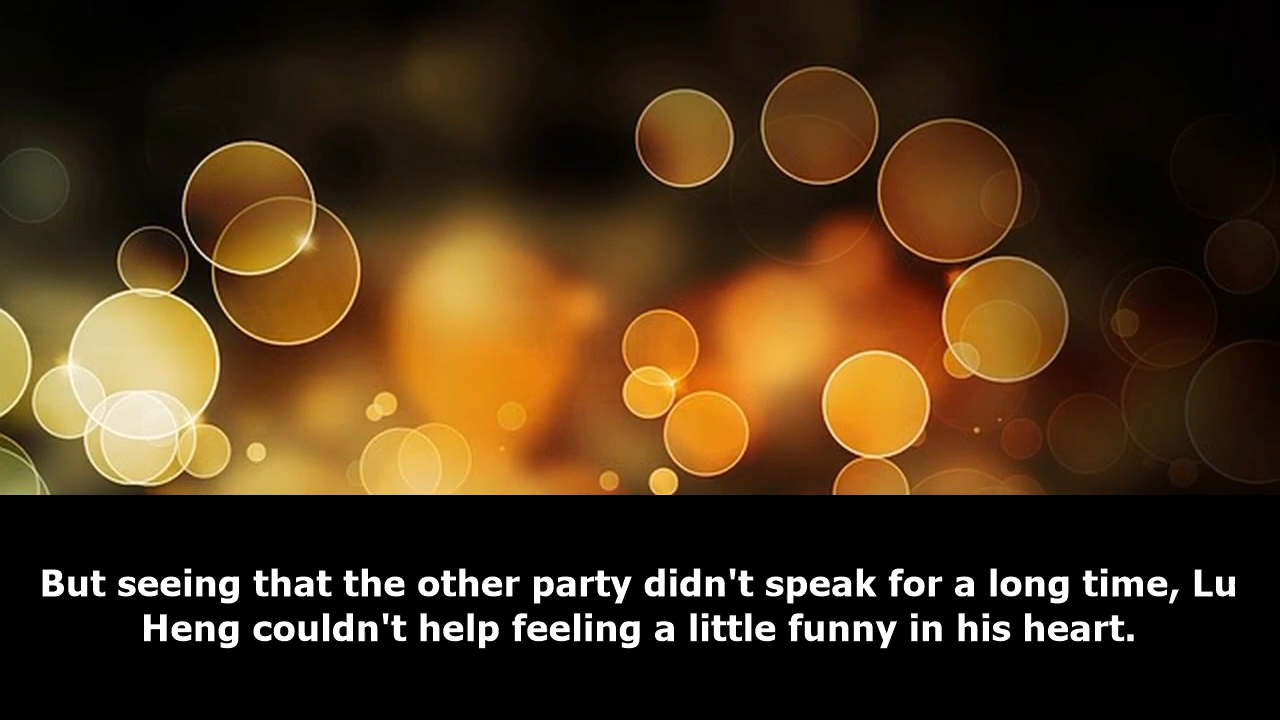 But seeing that the other party didn't speak for a long time, Lu
Heng couldn't help feeling a little funny in his heart.